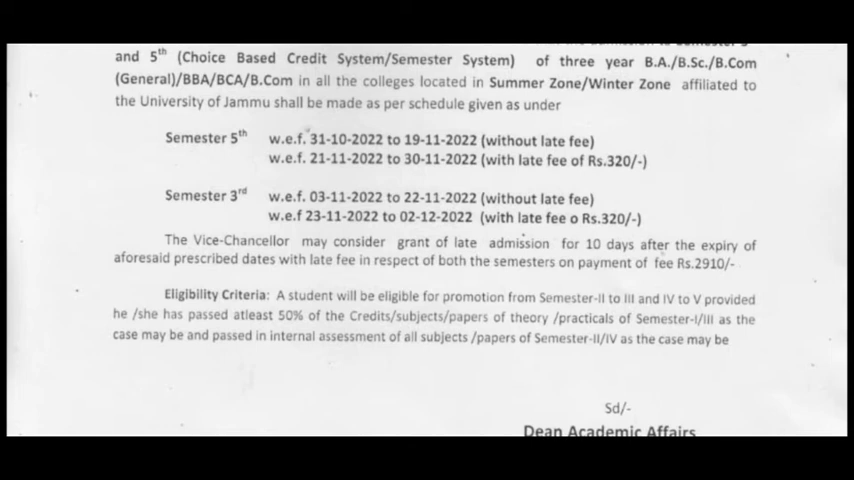 and 5th (Choice Based Credit System/Semester System) of three year B.A./B.Sc./B.Com
(General)/BBA/BCA/B.Com in all the colleges located in Summer Zone/Winter Zone affiliated to
the University of Jammu shall be made as per schedule given as under
Semester 5th w.e.f. 31-10-2022 to 19-11-2022 (without late fee)
w.e.f. 21-11-2022 to 30-11-2022 (with late fee of Rs.320/-)
Semester 3rd w.e.f. 03-11-2022 to 22-11-2022 (without late fee)
w.e.f 23-11-2022 to 02-12-2022 (with late fee o Rs.320/-)
The Vice-Chancellor may consider grant of late admission for 10 days after the expiry of
aforesaid prescribed dates with late fee in respect of both the semesters on payment of fee Rs.2910/-
Eligibility Criteria: A student will be eligible for promotion from Semester-II to III and IV to V provided
he /she has passed atleast 50% of the Credits/subjects/papers of theory /practicals of Semester-I/III as the
case may be and passed in internal assessment of all subjects /papers of Semester-II/IV as the case may be
Sd/-
Dean Academic Affairs